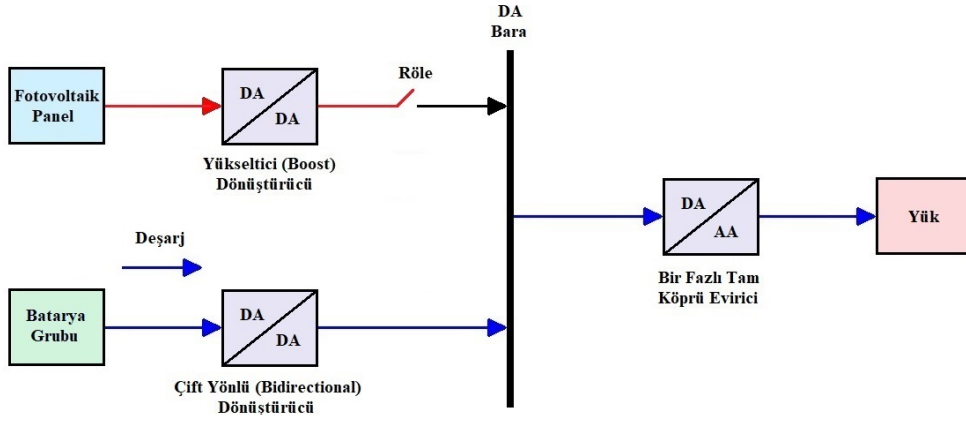 DA
Bara
Fotovoltaik
Panel
DA
DA
Röle
Yükseltici (Boost)
Dönüştürücü
DA
AA
Yük
Bir Fazlı Tam
Köprü Evirici
Deşarj
Batarya
Grubu
DA
DA
Çift Yönlü (Bidirectional)
Dönüştürücü